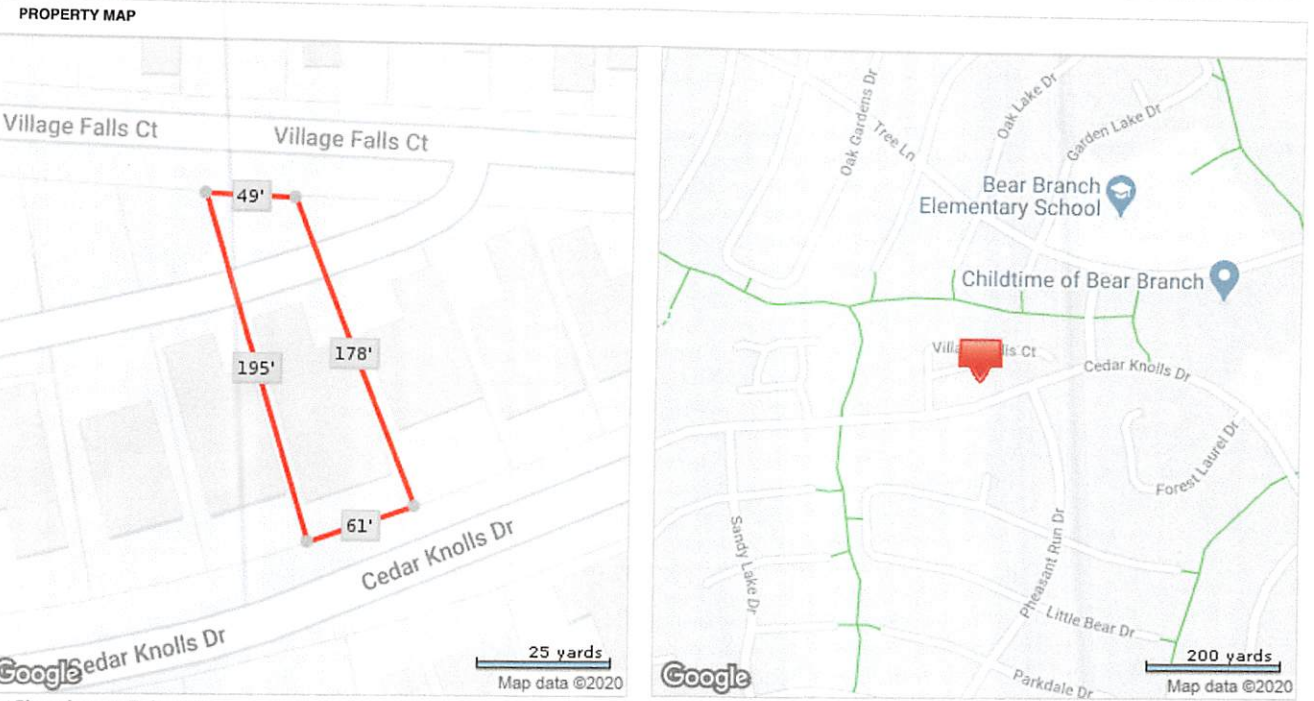 PROPERTY MAP
Village Falls Ct
Village Falls Ct
49'
195'
178'
61'
Cedar Knolls Dr
Cedar Knolls Dr
Google
25 yards
Map data ©2020
Oak Gardens Dr
Tree Ln
Oak Lake Dr
Garden Lake Dr
Bear Branch
Elementary School
Childtime of Bear Branch
Cedar Knolls Dr
Forest Laurel Dr
Sandy Lake Dr
Pheasant Run Dr
Little Bear Dr
Parkdale Dr
Google
200 yards
Map data ©2020